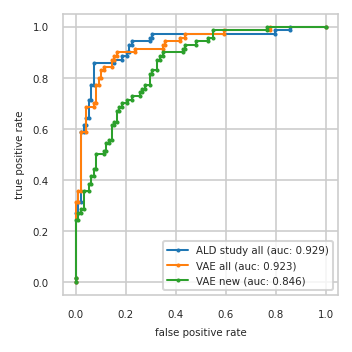 1.0
0.8
0.6
0.4
0.2
0.0
true positive rate
ALD study all (auc: 0.929)
VAE all (auc: 0.923)
VAE new (auc: 0.846)
0.0 0.2 0.4 0.6 0.8 1.0
false positive rate